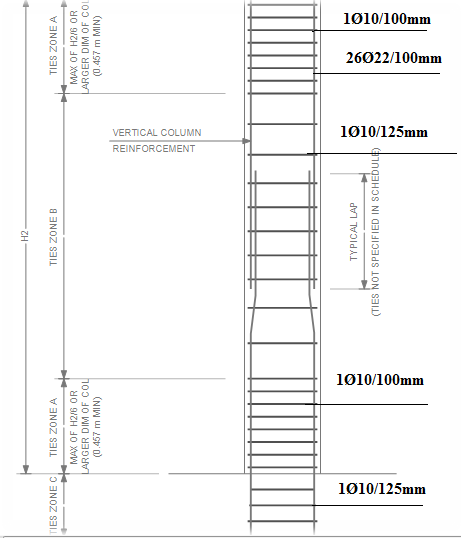 TIES ZONE A
MAX OF H2/6 OR
LARGER DIM OF COL
(0.457 m MIN)
1Ø10/100mm
26Ø22/100mm
VERTICAL COLUMN
REINFORCEMENT
1Ø10/125mm
H2
TIES ZONE B
TYPICAL LAP
(TIES NOT SPECIFIED IN SCHEDULE)
TIES ZONE A
MAX OF H2/6 OR
LARGER DIM OF COL
(0.457 m MIN)
1Ø10/100mm
TIES ZONE C
1Ø10/125mm